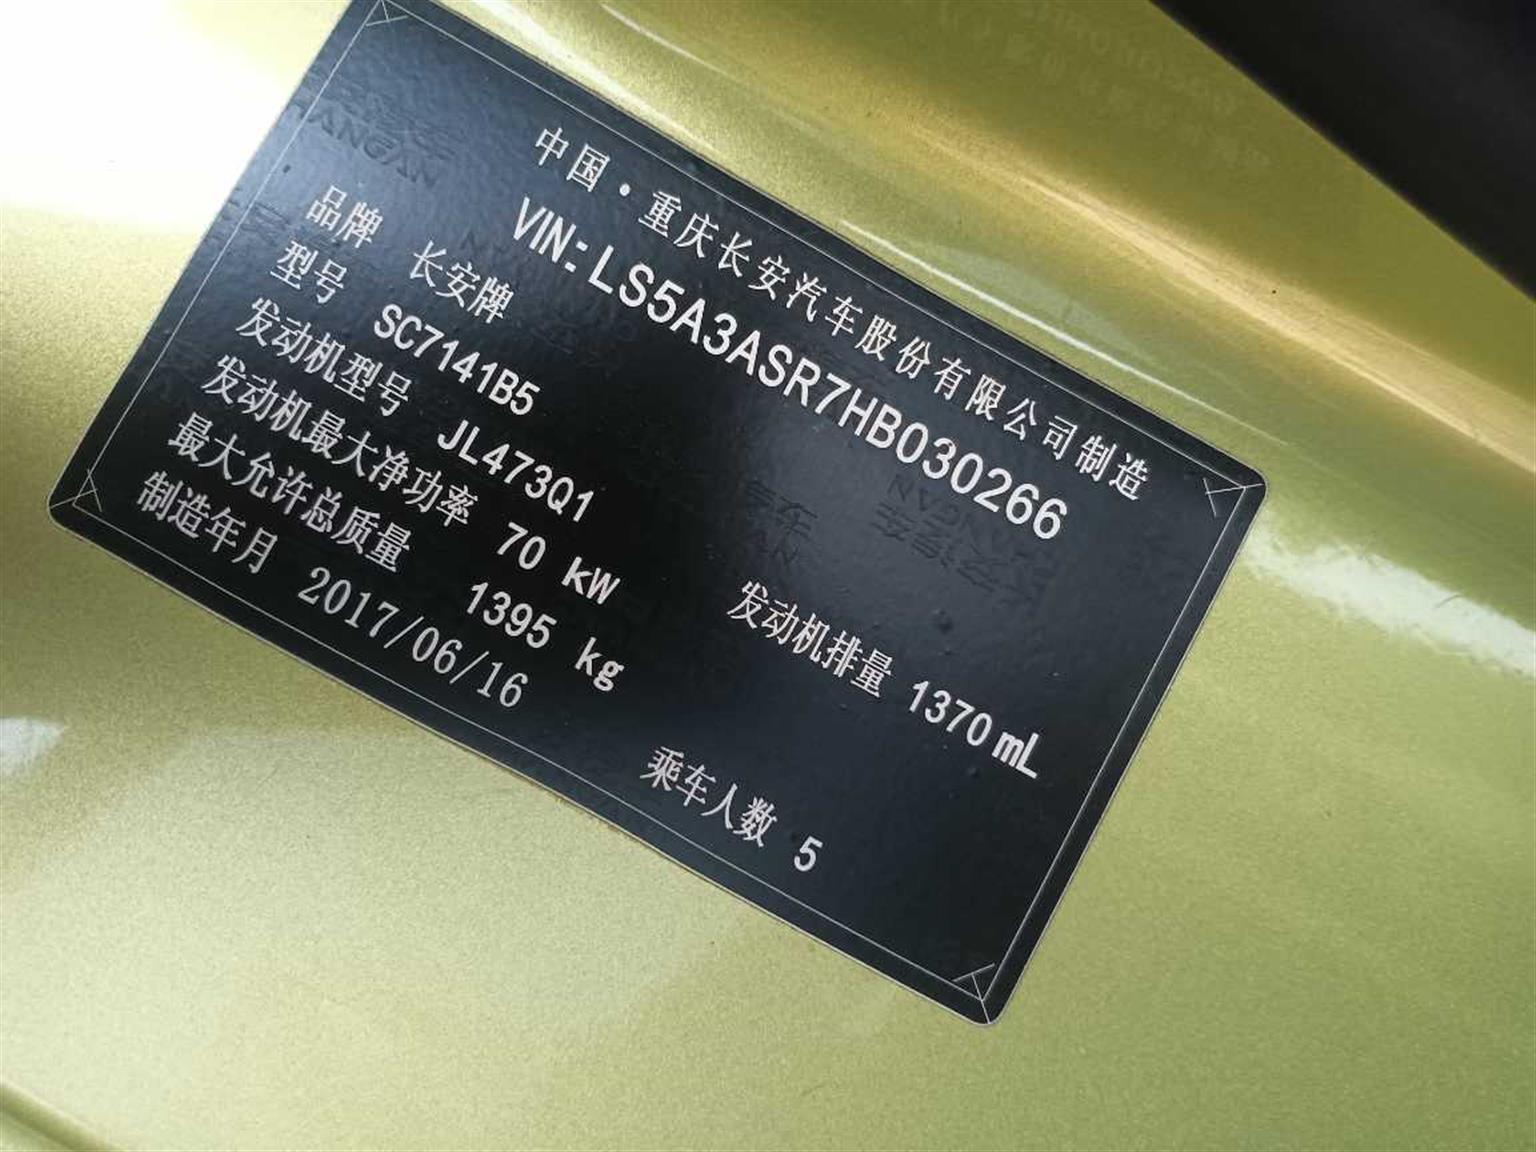 中国·重庆长安汽车股份有限公司制造
VIN:LS5A3ASR7HB030266
品牌 长安牌
型号 SC7141B5
发动机型号 JL473Q1
发动机最大净功率 70 kW 发动机排量 1370 mL
最大允许总质量 1395 kg
制造年月 2017/06/16 乘车人数 5